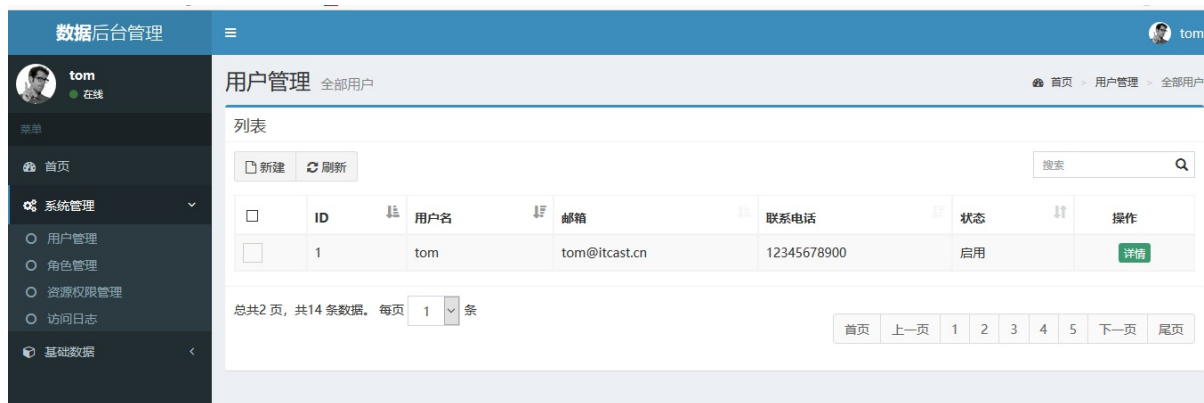 数据后台管理
tom
tom
在线
菜单
首页
系统管理
用户管理
角色管理
资源权限管理
访问日志
基础数据
用户管理 全部用户
首页 > 用户管理 > 全部用户
列表
新建 刷新
搜索
ID 用户名 邮箱 联系电话 状态 操作
1 tom tom@itcast.cn 12345678900 启用 详情
总共2 页，共14 条数据。 每页 1 条
首页 上一页 1 2 3 4 5 下一页 尾页